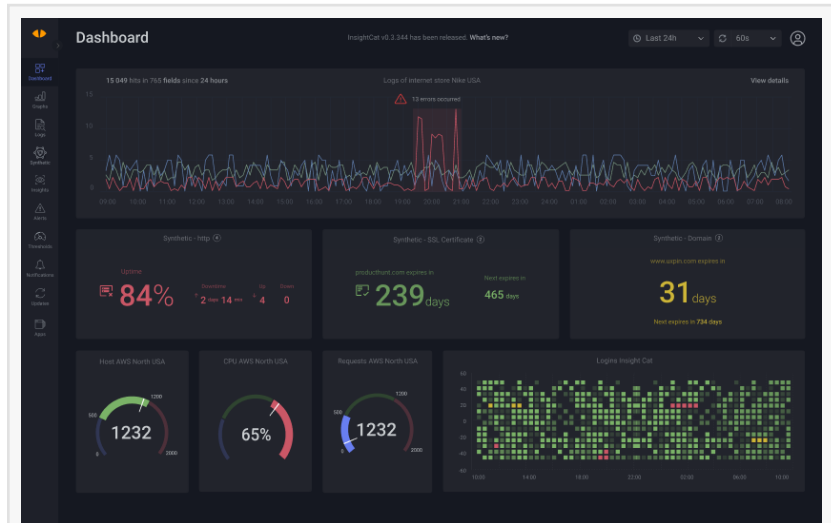 Dashboard
InsightCat v0.3.344 has been released. What's new?
Last 24h
60s
Dashboard
Graphs
Logs
Synthetic
Insights
Alerts
Thresholds
Notifications
Updates
Apps
15 049 hits in 765 fields since 24 hours
Logs of internet store Nike USA
View details
13 errors occurred
15
10
5
0
09:00 10:00 11:00 12:00 13:00 14:00 15:00 16:00 17:00 18:00 19:00 20:00 21:00 22:00 23:00 24:00 01:00 02:00 03:00 04:00 05:00 06:00 07:00 08:00
Synthetic - http
Uptime
84%
Downtime
2 14
Up
4
Down
0
Synthetic - SSL Certificate
producthunt.com expires in
239 days
Next expires in
465 days
Synthetic - Domain
www.uspin.com expires in
31 days
Next expires in 734 days
Host AWS North USA
0
500
1200
2000
1232
CPU AWS North USA
65%
Requests AWS North USA
0
500
1200
2000
1232
Logins Insight Cat
60
40
20
0
-20
-40
-60
10:00 14:00 18:00 22:00 02:00 06:00 10:00